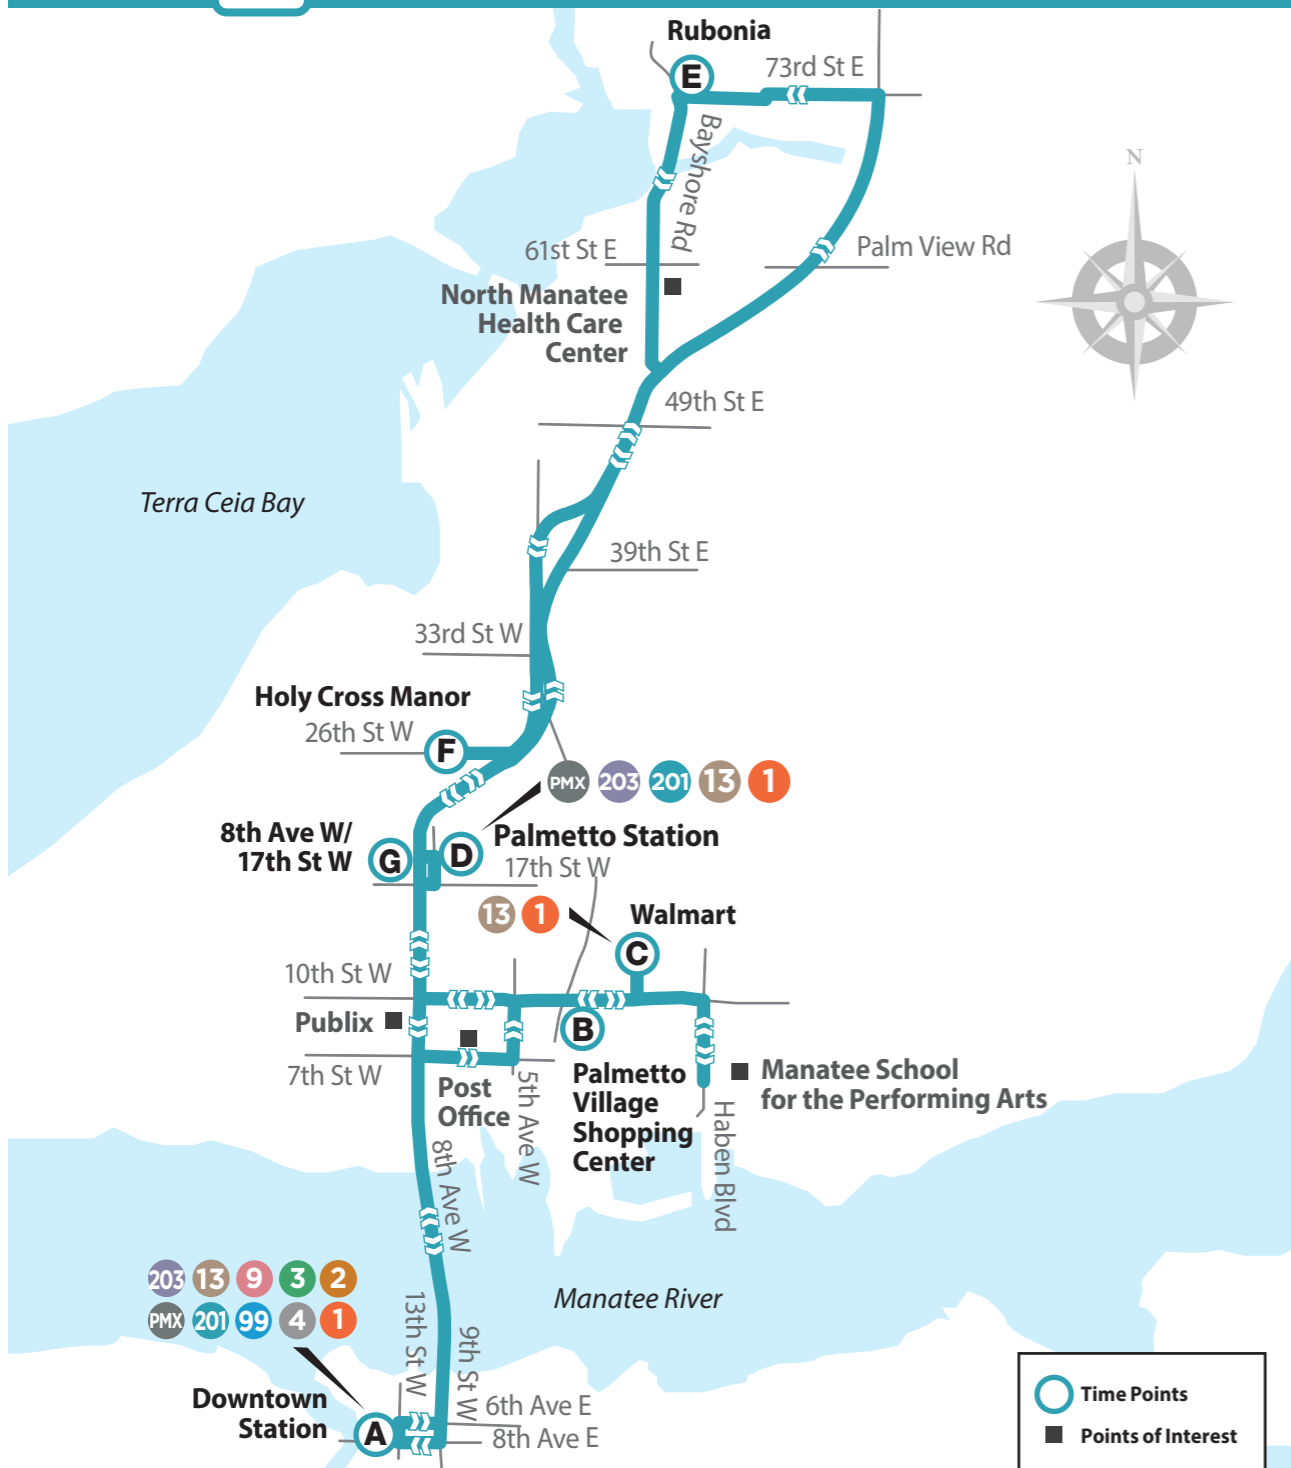 Rubonia
E
73rd St E
Bayshore Rd
N
61st St E
Palm View Rd
North Manatee
Health Care
Center
49th St E
Terra Ceia Bay
39th St E
33rd St W
Holy Cross Manor
26th St W
F
PMX 203 201 13 1
8th Ave W/
17th St W
G
D
Palmetto Station
17th St W
13 1
Walmart
C
10th St W
Publix
B
7th St W
Post
Office
5th Ave W
Palmetto
Village
Shopping
Center
Manatee School
for the Performing Arts
Haben Blvd
8th Ave W
203 13 9 3 2
PMX 201 99 4 1
Manatee River
13th St W
9th St W
Downtown
Station
A
6th Ave E
8th Ave E
Time Points
Points of Interest